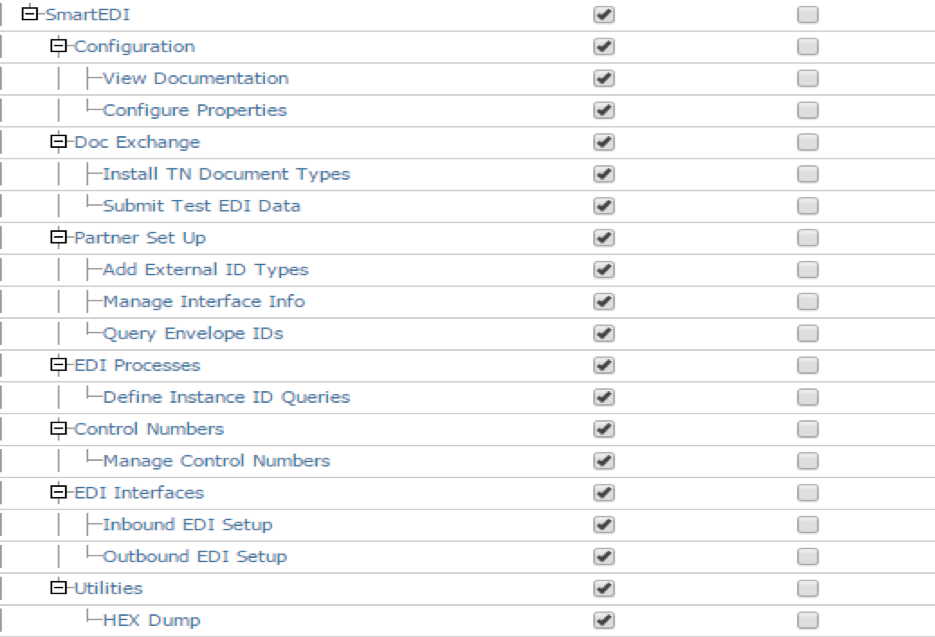 SmartEDI
Configuration
View Documentation
Configure Properties
Doc Exchange
Install TN Document Types
Submit Test EDI Data
Partner Set Up
Add External ID Types
Manage Interface Info
Query Envelope IDs
EDI Processes
Define Instance ID Queries
Control Numbers
Manage Control Numbers
EDI Interfaces
Inbound EDI Setup
Outbound EDI Setup
Utilities
HEX Dump